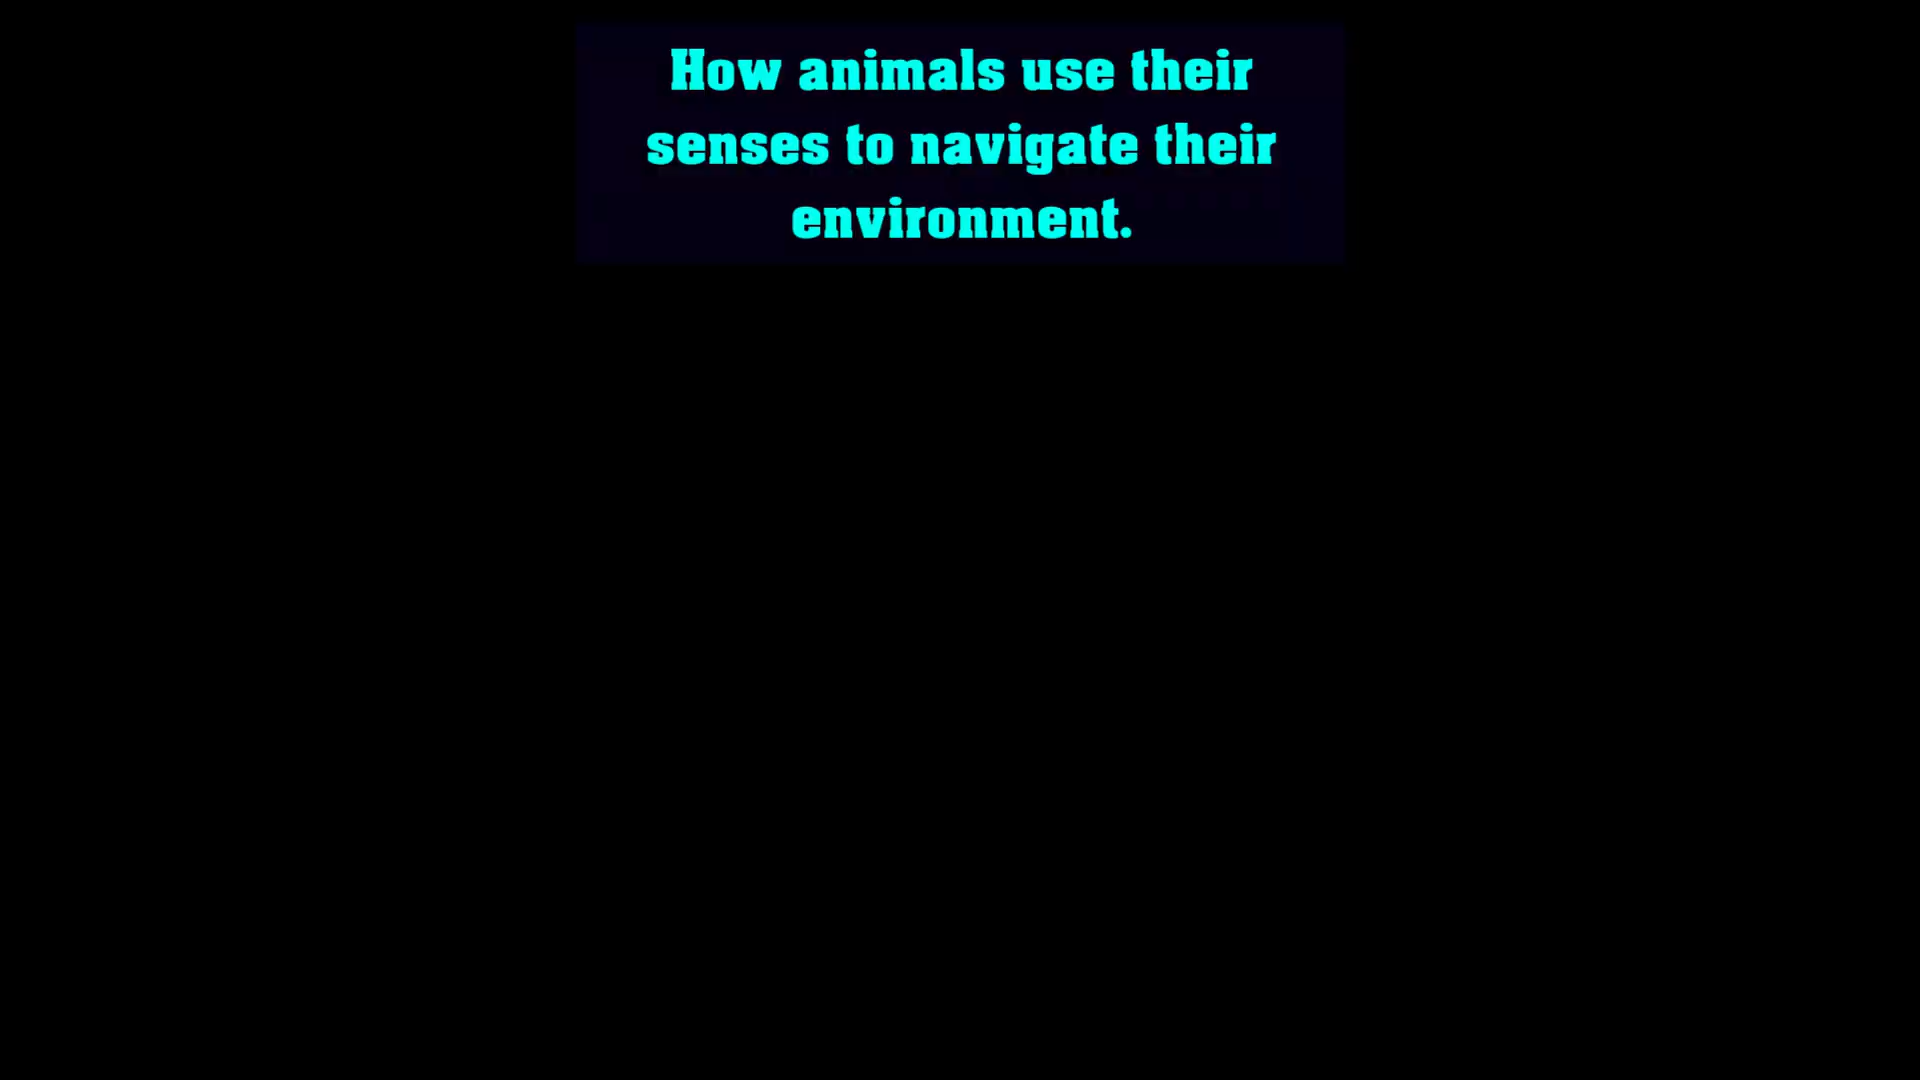 How animals use their
senses to navigate their
environment.